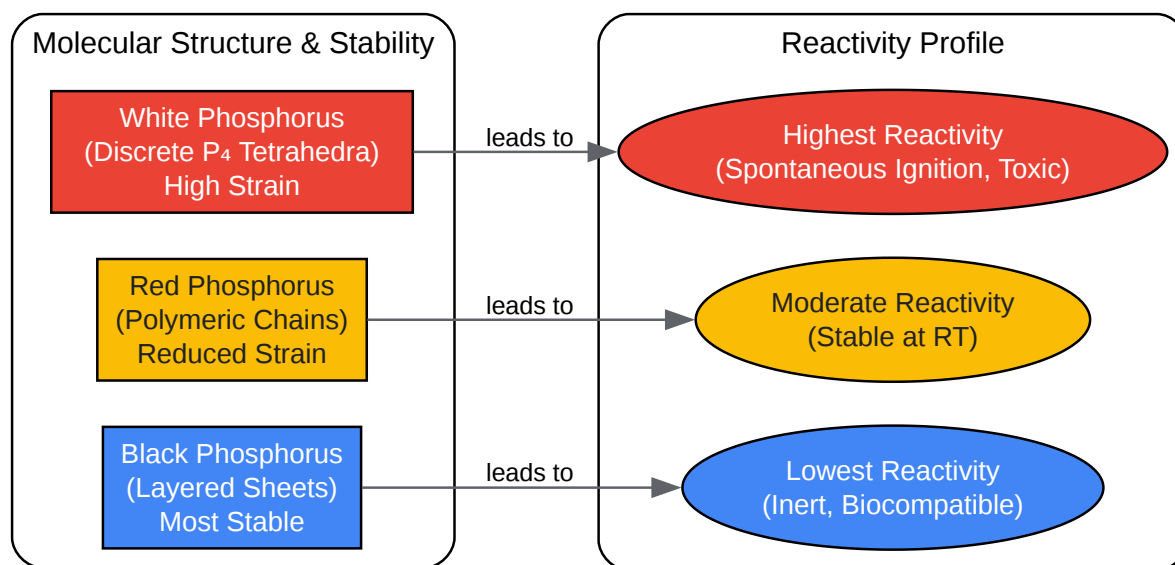 Molecular Structure & Stability
Reactivity Profile
White Phosphorus
(Discrete P₄ Tetrahedra)
High Strain
leads to
Highest Reactivity
(Spontaneous Ignition, Toxic)
Red Phosphorus
(Polymeric Chains)
Reduced Strain
leads to
Moderate Reactivity
(Stable at RT)
Black Phosphorus
(Layered Sheets)
Most Stable
leads to
Lowest Reactivity
(Inert, Biocompatible)